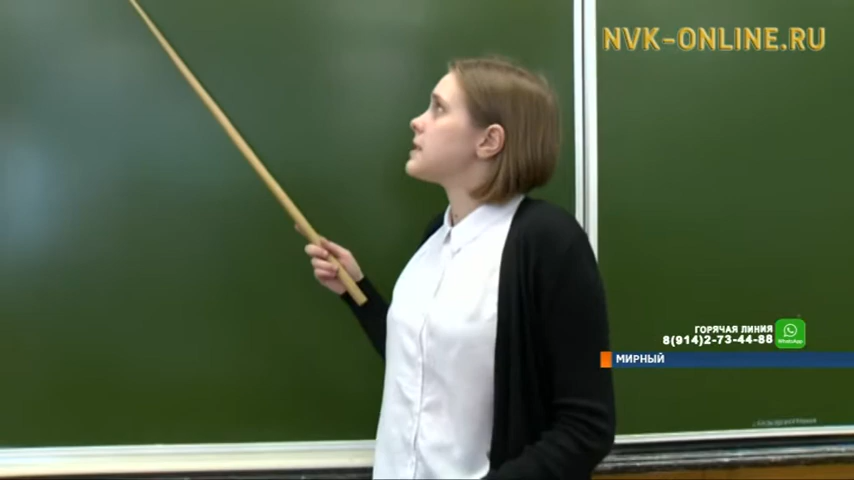 NVK-ONLINE.RU
ГОРЯЧАЯ ЛИНИЯ
8(914)2-73-44-88
WhatsApp
МИРНЫЙ